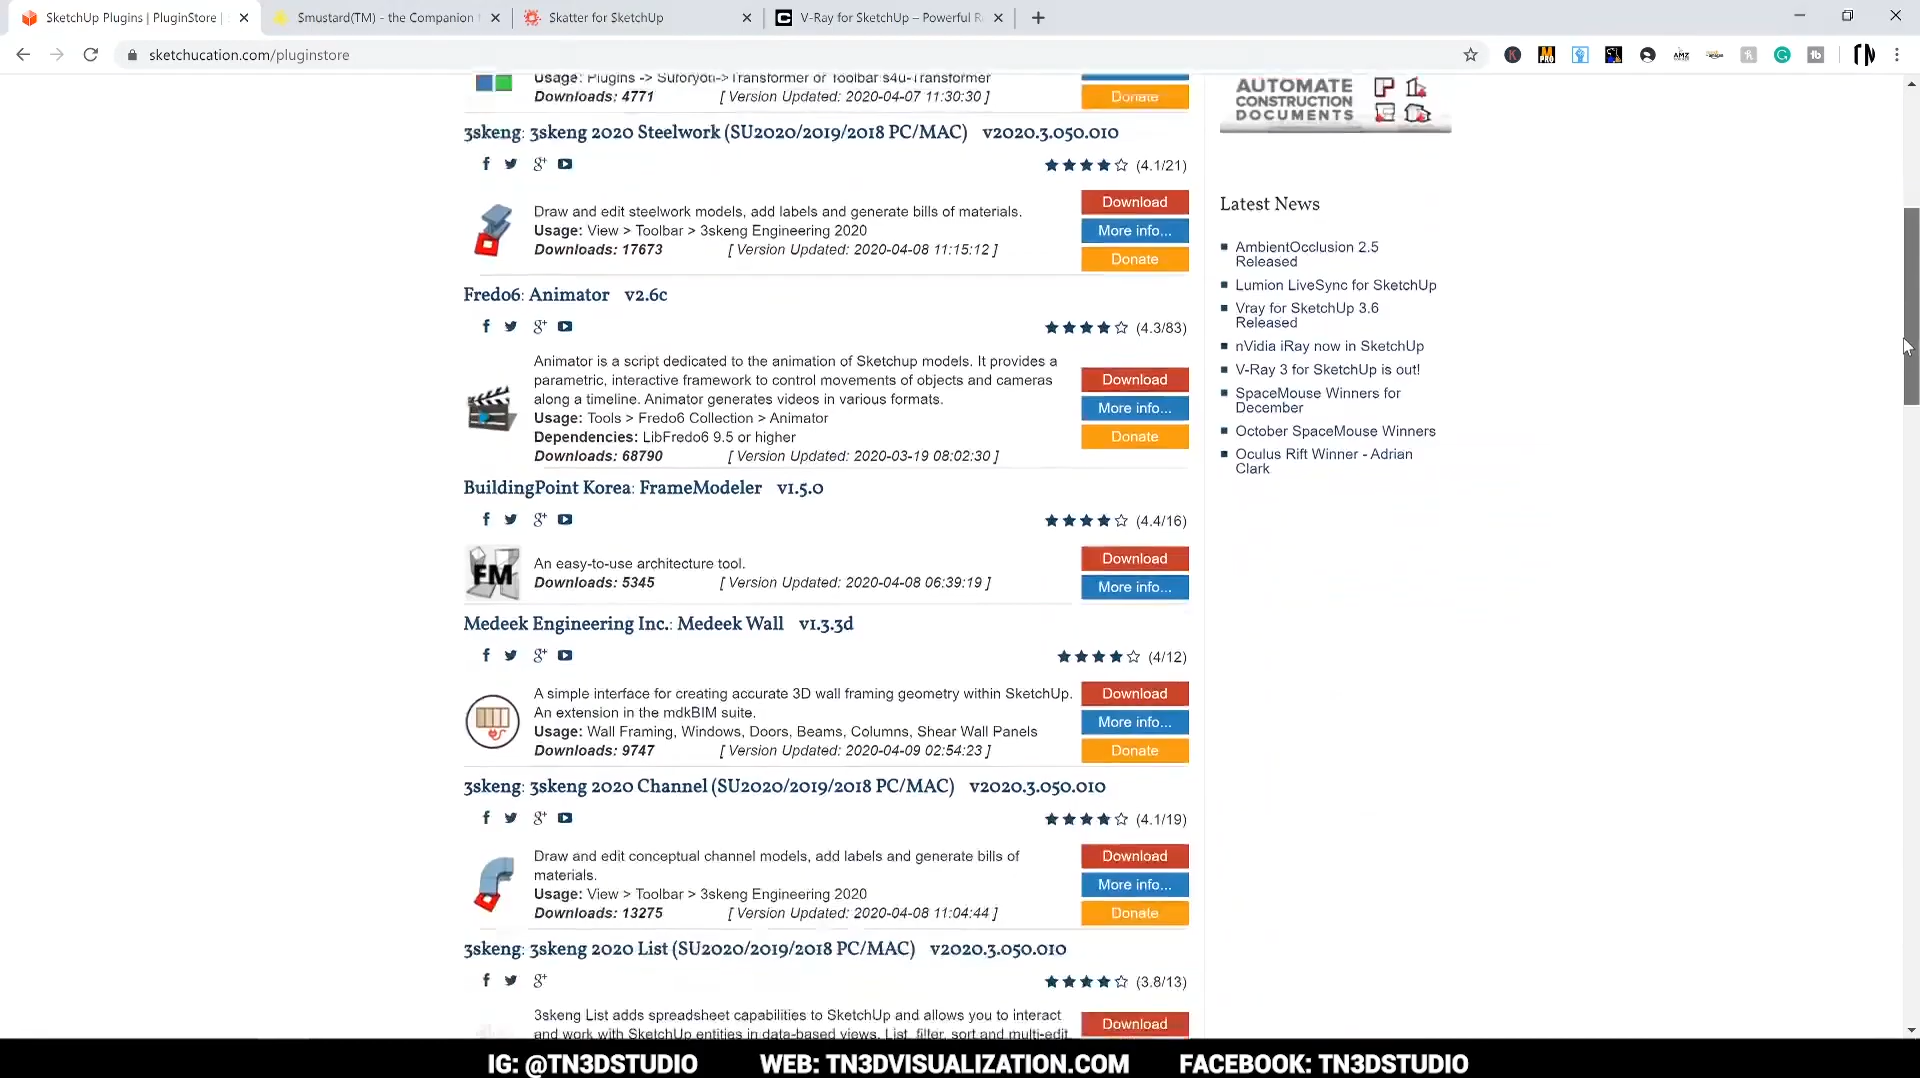 SketchUp Plugins | PluginStore |
Smustard(TM) - the Companion
Skatter for SketchUp
V-Ray for SketchUp – Powerful R
sketchucation.com/pluginstore
Usage: Plugins -> Suforyou-> Transformer or Toolbar s4u-Transformer
Downloads: 4771 [ Version Updated: 2020-04-07 11:30:30 ]
Donate
3skeng: 3skeng 2020 Steelwork (SU2020/2019/2018 PC/MAC) v2020.3.050.010
(4.1/21)
Draw and edit steelwork models, add labels and generate bills of materials.
Usage: View > Toolbar > 3skeng Engineering 2020
Downloads: 17673 [ Version Updated: 2020-04-08 11:15:12 ]
Download
More info...
Donate
Fredo6: Animator v2.6c
(4.3/83)
Animator is a script dedicated to the animation of Sketchup models. It provides a
parametric, interactive framework to control movements of objects and cameras
along a timeline. Animator generates videos in various formats.
Usage: Tools > Fredo6 Collection > Animator
Dependencies: LibFredo6 9.5 or higher
Downloads: 68790 [ Version Updated: 2020-03-19 08:02:30 ]
Download
More info...
Donate
BuildingPoint Korea: FrameModeler v1.5.0
(4.4/16)
FM
An easy-to-use architecture tool.
Downloads: 5345 [ Version Updated: 2020-04-08 06:39:19 ]
Download
More info...
Medeek Engineering Inc.: Medeek Wall v1.3.3d
(4/12)
A simple interface for creating accurate 3D wall framing geometry within SketchUp.
An extension in the mdkBIM suite.
Usage: Wall Framing, Windows, Doors, Beams, Columns, Shear Wall Panels
Downloads: 9747 [ Version Updated: 2020-04-09 02:54:23 ]
Download
More info...
Donate
3skeng: 3skeng 2020 Channel (SU2020/2019/2018 PC/MAC) v2020.3.050.010
(4.1/19)
Draw and edit conceptual channel models, add labels and generate bills of
materials.
Usage: View > Toolbar > 3skeng Engineering 2020
Downloads: 13275 [ Version Updated: 2020-04-08 11:04:44 ]
Download
More info...
Donate
3skeng: 3skeng 2020 List (SU2020/2019/2018 PC/MAC) v2020.3.050.010
(3.8/13)
3skeng List adds spreadsheet capabilities to SketchUp and allows you to interact
and work with SketchUp entities in data-based views. List, filter, sort and multi-edit
Download
AUTOMATE
CONSTRUCTION
DOCUMENTS
Latest News
AmbientOcclusion 2.5
Released
Lumion LiveSync for SketchUp
Vray for SketchUp 3.6
Released
nVidia iRay now in SketchUp
V-Ray 3 for SketchUp is out!
SpaceMouse Winners for
December
October SpaceMouse Winners
Oculus Rift Winner - Adrian
Clark
IG: @TN3DSTUDIO WEB: TN3DVISUALIZATION.COM FACEBOOK: TN3DSTUDIO